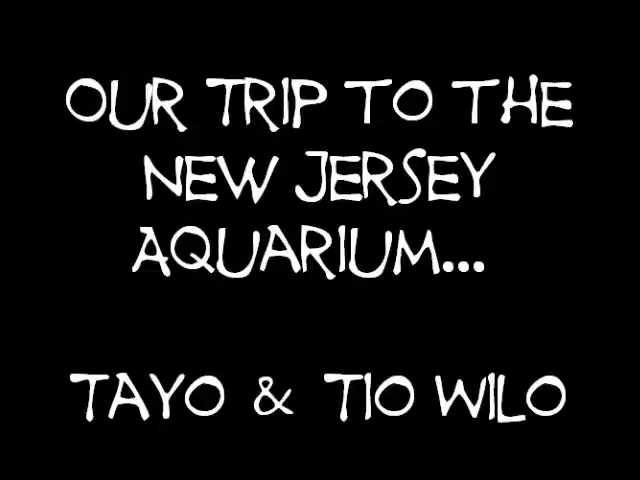 OUR TRIP TO THE
NEW JERSEY
AQUARIUM...
TAYO & TIO WILO